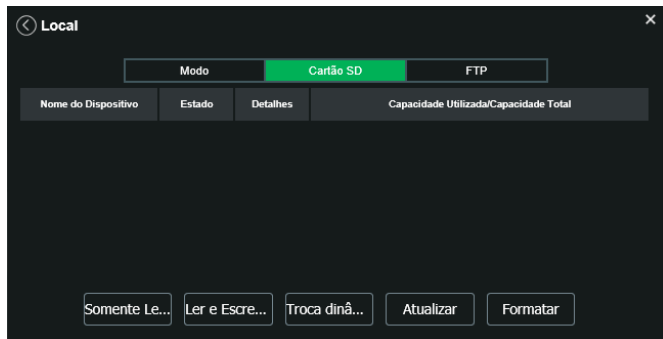 Local
Modo Cartão SD FTP
Nome do Dispositivo Estado Detalhes Capacidade Utilizada/Capacidade Total
Somente Le... Ler e Escre... Troca dinâ... Atualizar Formatar